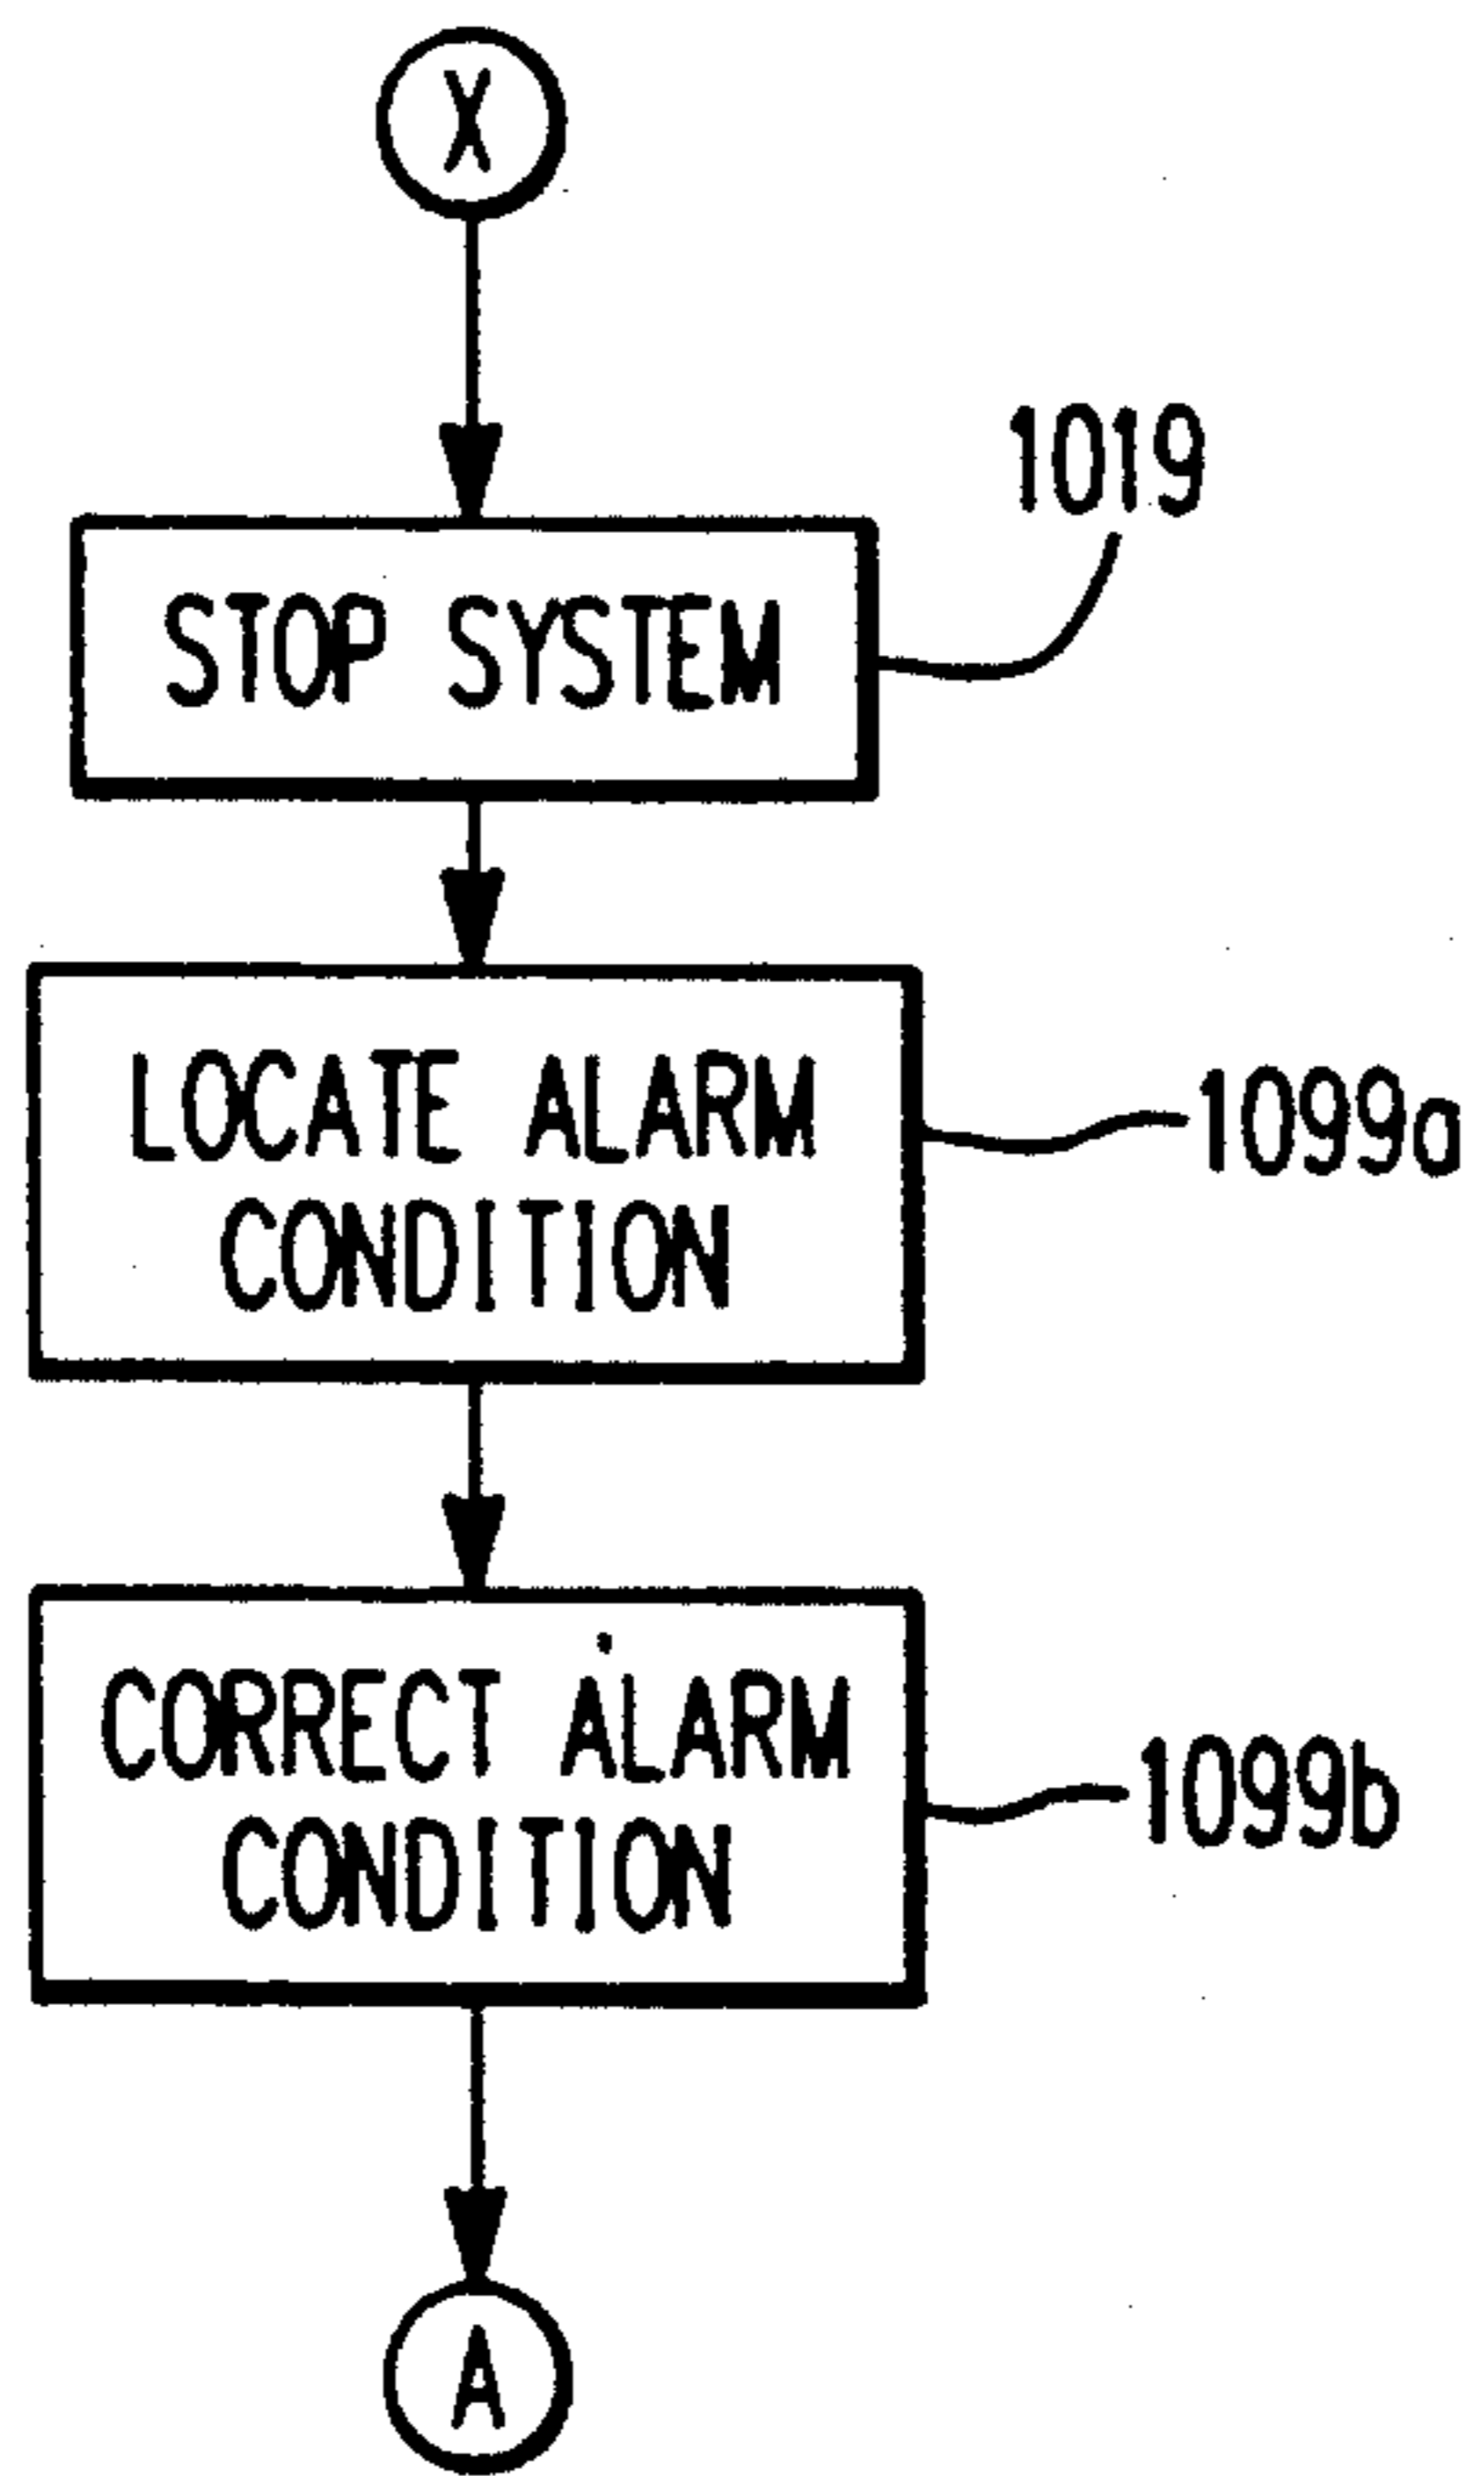 X
1019
STOP SYSTEM
LOCATE ALARM
CONDITION
1099a
CORRECT ALARM
CONDITION
1099b
A